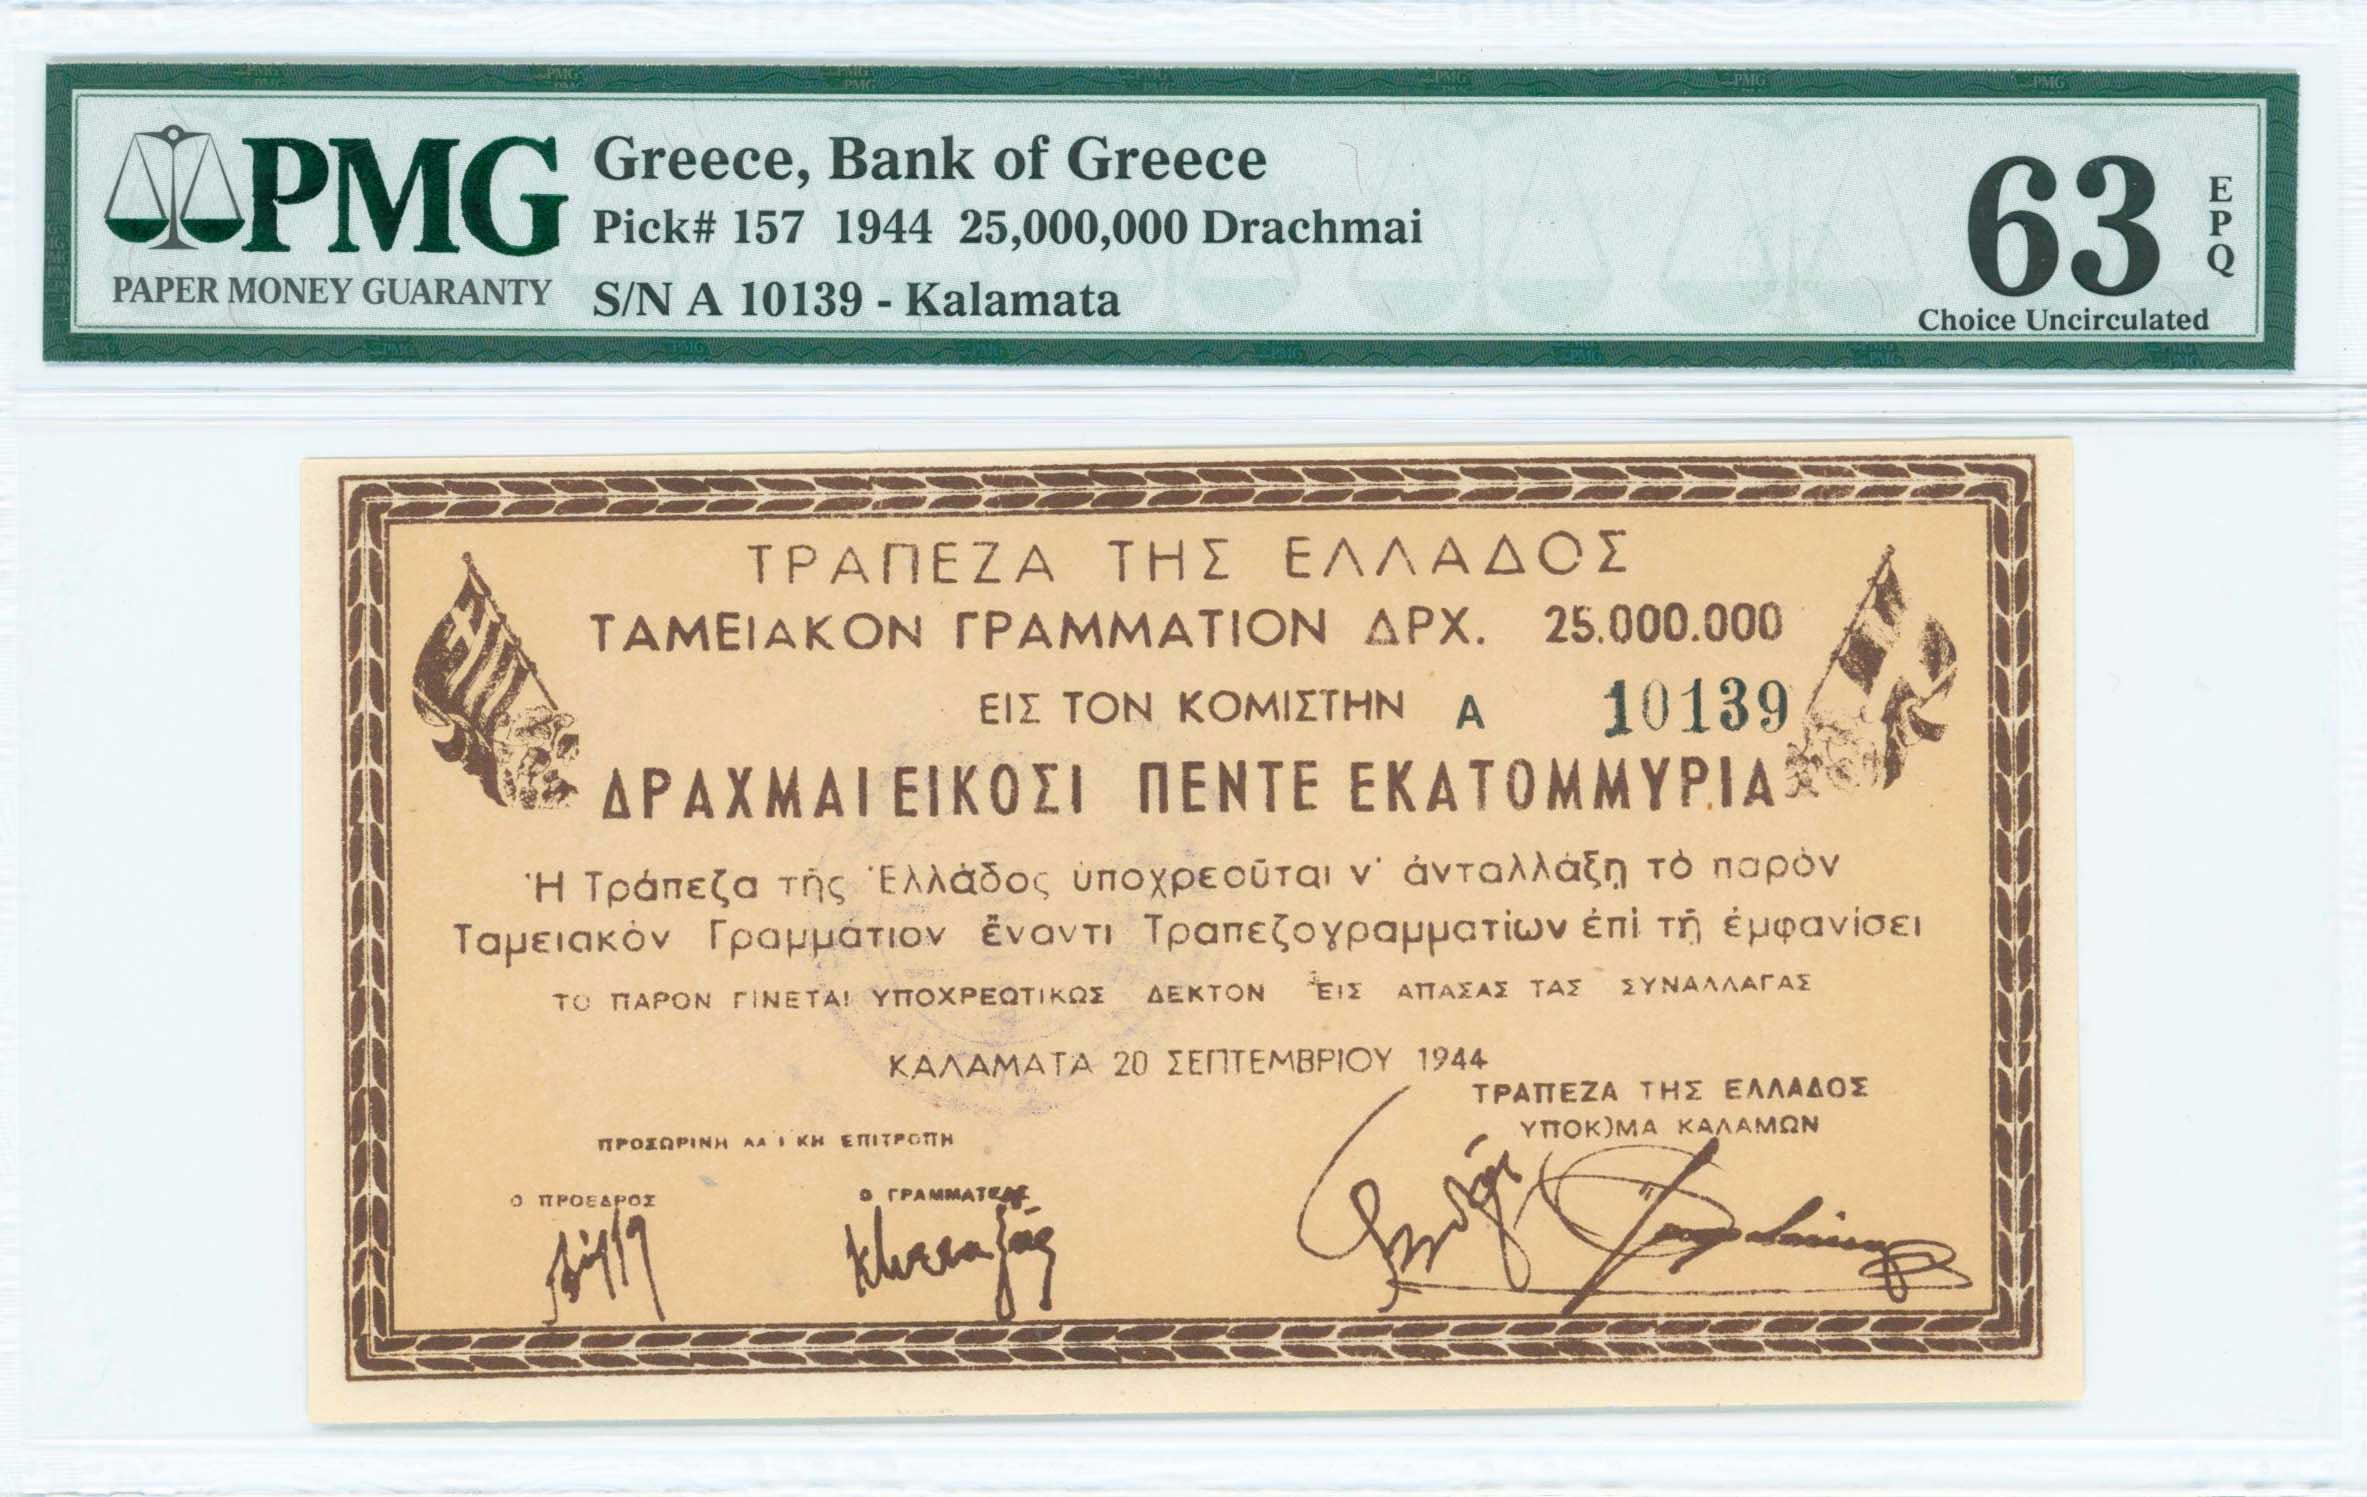 PMG
PAPER MONEY GUARANTY
Greece, Bank of Greece
Pick# 157 1944 25,000,000 Drachmai
S/N A 10139 - Kalamata
63
EPQ
Choice Uncirculated
ΤΡΑΠΕΖΑ ΤΗΣ ΕΛΛΑΔΟΣ
ΤΑΜΕΙΑΚΟΝ ΓΡΑΜΜΑΤΙΟΝ ΔΡΧ. 25.000.000
ΕΙΣ ΤΟΝ ΚΟΜΙΣΤΗΝ Α 10139
ΔΡΑΧΜΑΙ ΕΙΚΟΣΙ ΠΕΝΤΕ ΕΚΑΤΟΜΜΥΡΙΑ
Ἡ Τράπεζα τῆς Ἑλλάδος ὑποχρεοῦται ν' ἀνταλλάξῃ τὸ παρὸν
Ταμειακὸν Γραμμάτιον ἔναντι Τραπεζογραμματίων ἐπὶ τῇ ἐμφανίσει
ΤΟ ΠΑΡΟΝ ΓΙΝΕΤΑΙ ΥΠΟΧΡΕΩΤΙΚΩΣ ΔΕΚΤΟΝ ΕΙΣ ΑΠΑΣΑΣ ΤΑΣ ΣΥΝΑΛΛΑΓΑΣ
ΚΑΛΑΜΑΤΑ 20 ΣΕΠΤΕΜΒΡΙΟΥ 1944
ΤΡΑΠΕΖΑ ΤΗΣ ΕΛΛΑΔΟΣ
ΥΠΟΚ)ΜΑ ΚΑΛΑΜΩΝ
ΠΡΟΣΩΡΙΝΗ ΛΑΪΚΗ ΕΠΙΤΡΟΠΗ
Ο ΠΡΟΕΔΡΟΣ Ο ΓΡΑΜΜΑΤΕΑΣ